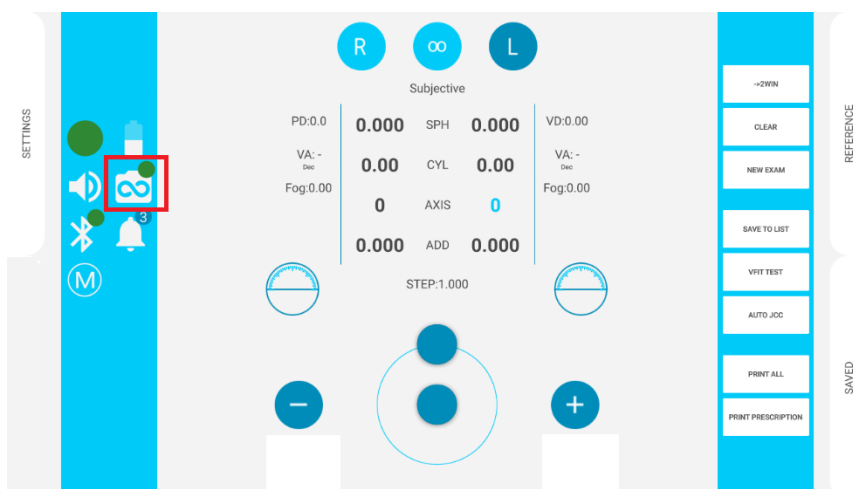 SETTINGS
3
M
R ∞ L
Subjective
PD:0.0
VA: -
Dec
Fog:0.00
0.000 SPH 0.000
0.00 CYL 0.00
0 AXIS 0
0.000 ADD 0.000
VD:0.00
VA: -
Dec
Fog:0.00
STEP:1.000
− +
->2WIN
CLEAR
NEW EXAM
SAVE TO LIST
VFIT TEST
AUTO JCC
PRINT ALL
PRINT PRESCRIPTION
REFERENCE
SAVED